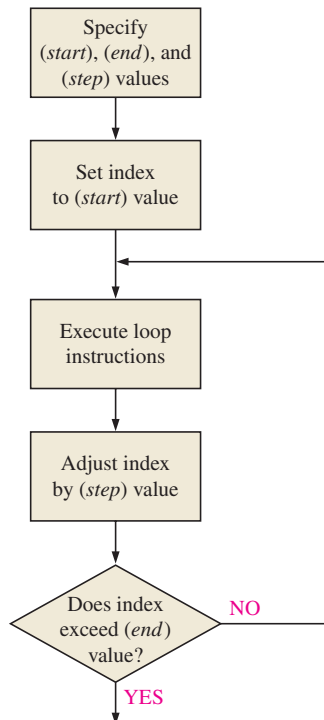 Specify
(start), (end), and
(step) values
Set index
to (start) value
Execute loop
instructions
Adjust index
by (step) value
Does index
exceed (end)
value?
NO
YES